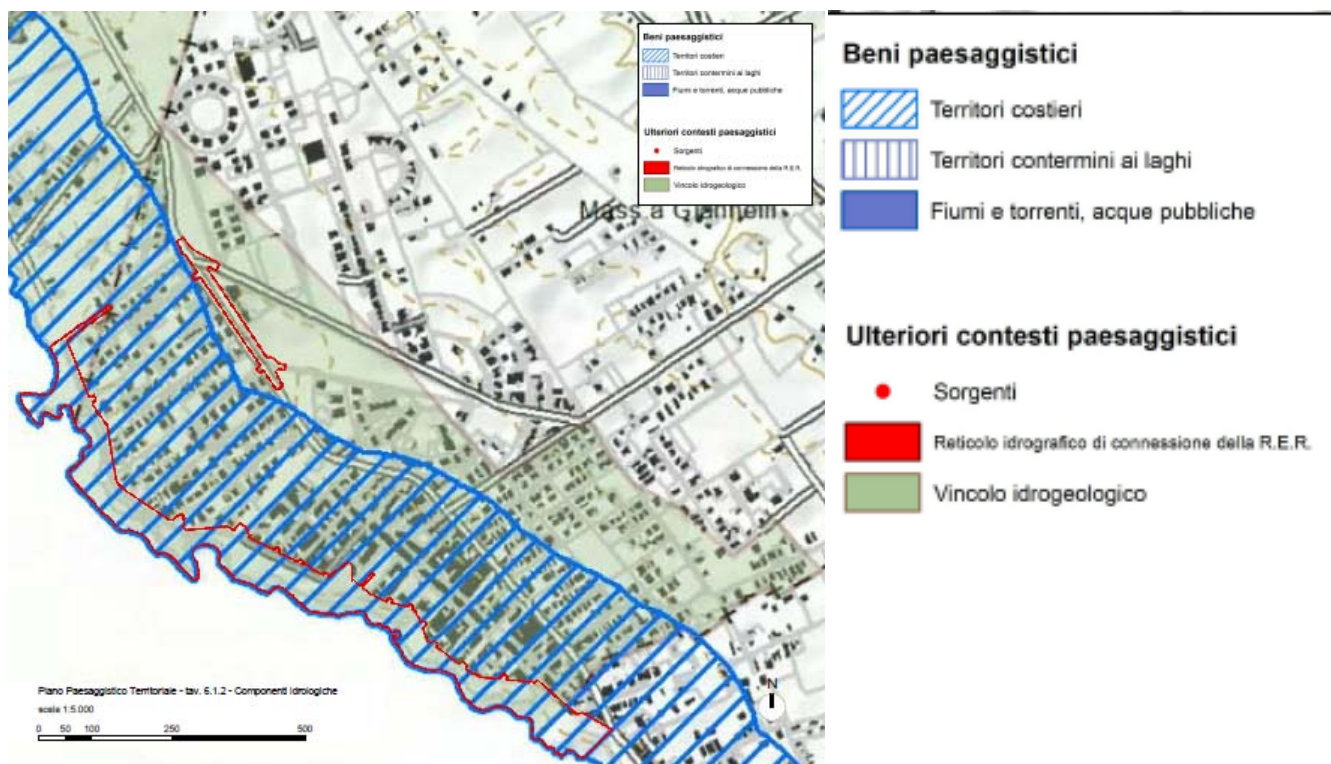 Beni paesaggistici
Territori costieri
Territori contermini ai laghi
Fiumi e torrenti, acque pubbliche
Ulteriori contesti paesaggistici
Sorgenti
Reticolo idrografico di connessione della R.E.R.
Vincolo idrogeologico
Mass
N
Piano Paesaggistico Territoriale - tav. 6.1.2 - Componenti Idrologiche
scala 1:5.000
0 50 100 250 500
Beni paesaggistici
Territori costieri
Territori contermini ai laghi
Fiumi e torrenti, acque pubbliche
Ulteriori contesti paesaggistici
Sorgenti
Reticolo idrografico di connessione della R.E.R.
Vincolo idrogeologico